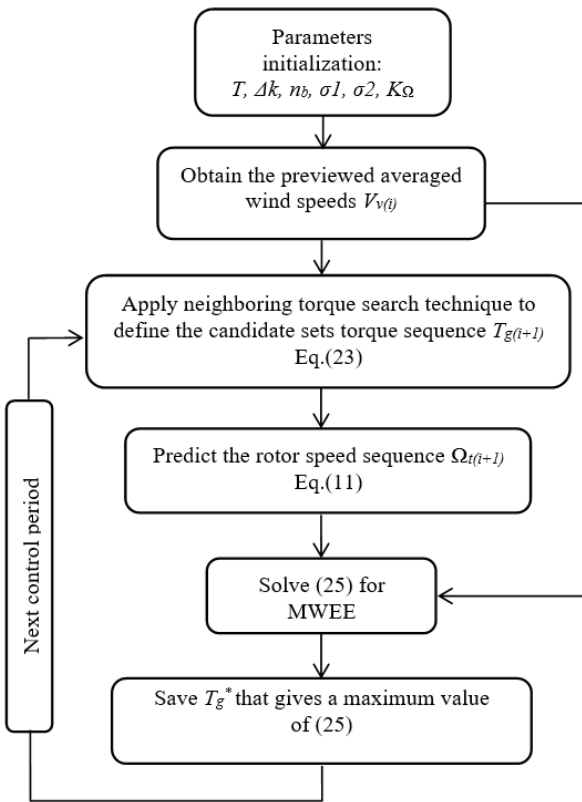 Parameters
initialization:
T, Δk, nb, σ1, σ2, KΩ
Obtain the previewed averaged
wind speeds Vv(i)
Apply neighboring torque search technique to
define the candidate sets torque sequence Tg(i+1)
Eq.(23)
Predict the rotor speed sequence Ωt(i+1)
Eq.(11)
Next control period
Solve (25) for
MWEE
Save Tg* that gives a maximum value
of (25)